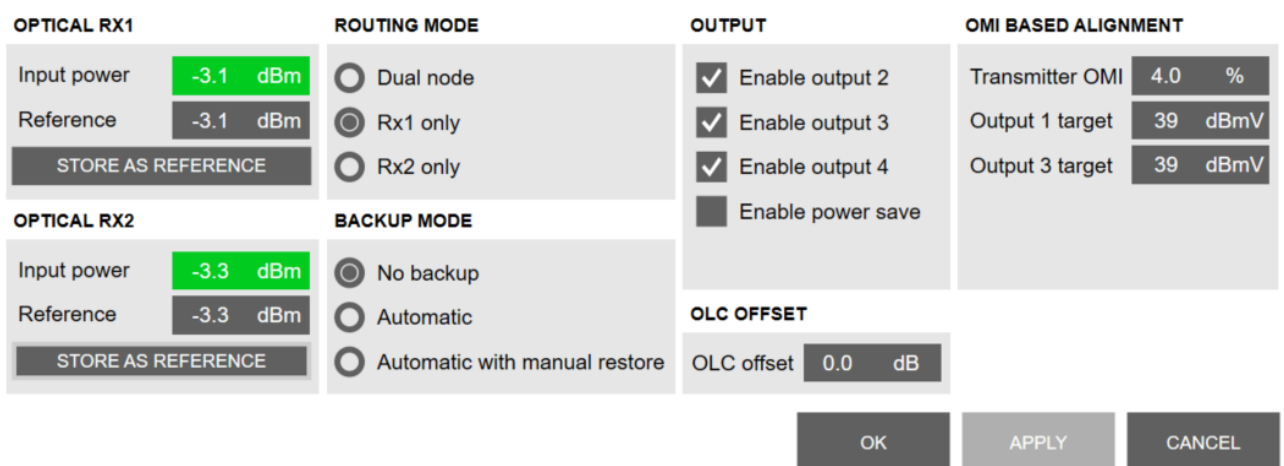 OPTICAL RX1
Input power -3.1 dBm
Reference -3.1 dBm
STORE AS REFERENCE
OPTICAL RX2
Input power -3.3 dBm
Reference -3.3 dBm
STORE AS REFERENCE
ROUTING MODE
Dual node
Rx1 only
Rx2 only
BACKUP MODE
No backup
Automatic
Automatic with manual restore
OUTPUT
Enable output 2
Enable output 3
Enable output 4
Enable power save
OLC OFFSET
OLC offset 0.0 dB
OMI BASED ALIGNMENT
Transmitter OMI 4.0 %
Output 1 target 39 dBmV
Output 3 target 39 dBmV
OK APPLY CANCEL